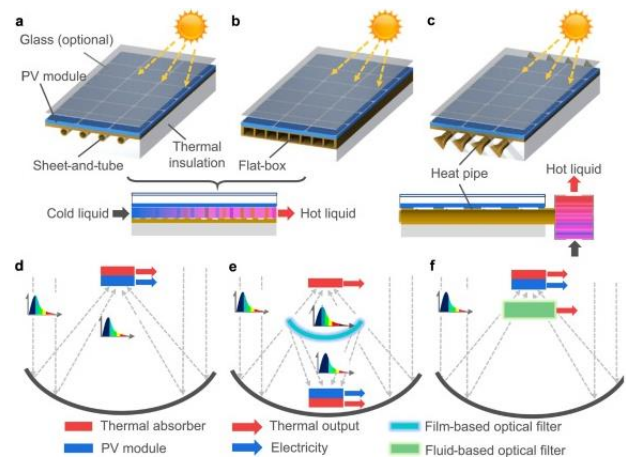 a
b
c
Glass (optional)
PV module
Sheet-and-tube
Thermal
insulation
Flat-box
Heat pipe
Hot liquid
Cold liquid
Hot liquid
d
e
f
Thermal absorber
Thermal output
Film-based optical filter
PV module
Electricity
Fluid-based optical filter